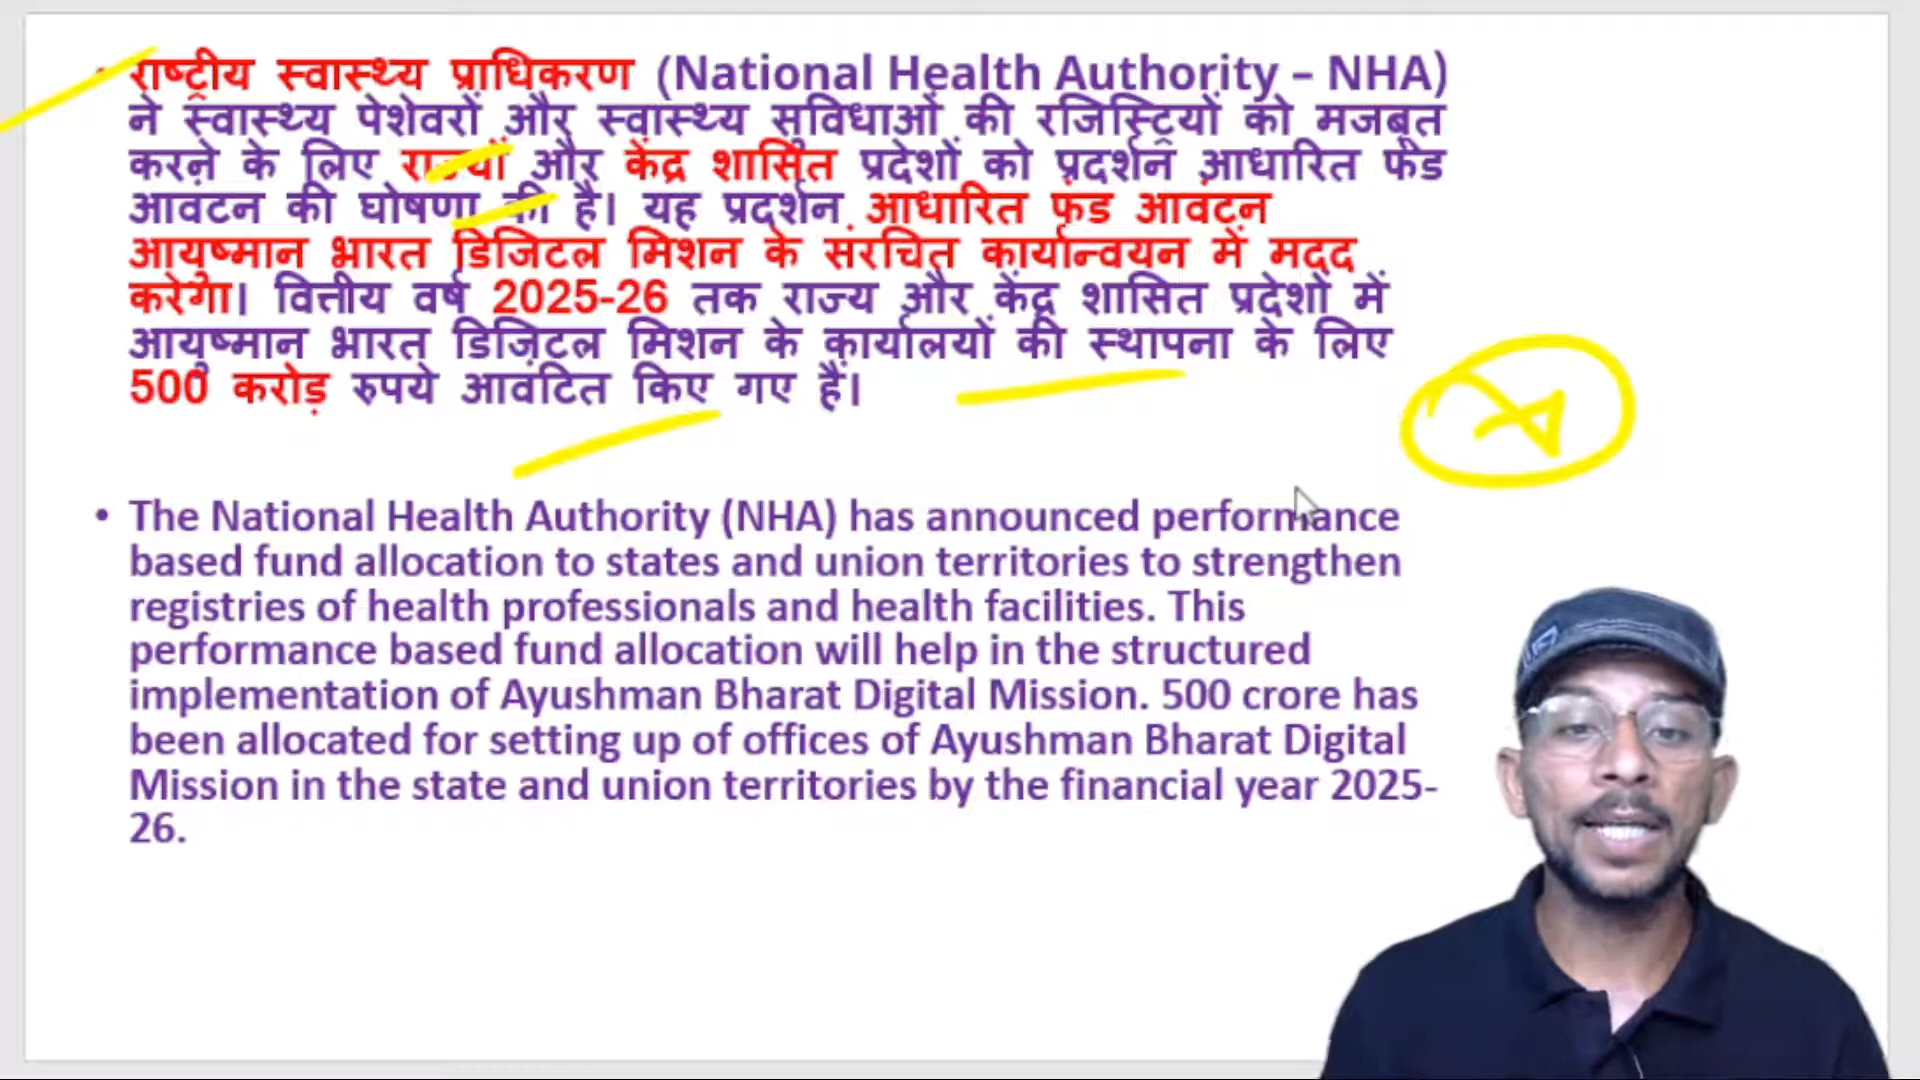 राष्ट्रीय स्वास्थ्य प्राधिकरण (National Health Authority – NHA)
ने स्वास्थ्य पेशेवरों और स्वास्थ्य सुविधाओं की रजिस्ट्रियों को मजबूत
करने के लिए राज्यों और केंद्र शासित प्रदेशों को प्रदर्शन आधारित फंड
आवंटन की घोषणा की है। यह प्रदर्शन आधारित फंड आवंटन
आयुष्मान भारत डिजिटल मिशन के संरचित कार्यान्वयन में मदद
करेगा। वित्तीय वर्ष 2025-26 तक राज्य और केंद्र शासित प्रदेशों में
आयुष्मान भारत डिजिटल मिशन के कार्यालयों की स्थापना के लिए
500 करोड़ रुपये आवंटित किए गए हैं।
• The National Health Authority (NHA) has announced performance
based fund allocation to states and union territories to strengthen
registries of health professionals and health facilities. This
performance based fund allocation will help in the structured
implementation of Ayushman Bharat Digital Mission. 500 crore has
been allocated for setting up of offices of Ayushman Bharat Digital
Mission in the state and union territories by the financial year 2025-
26.